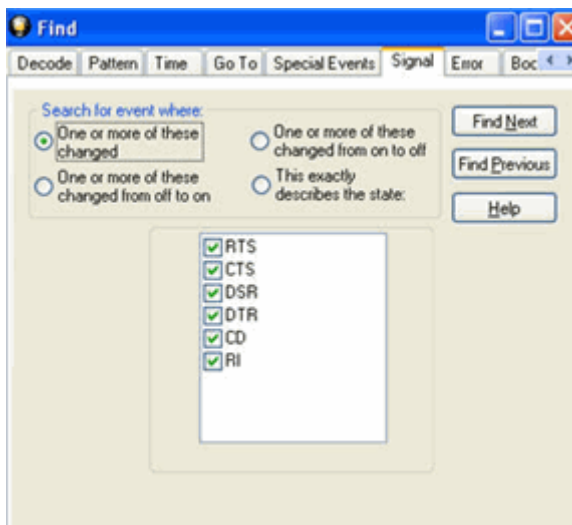 Find
Decode Pattern Time Go To Special Events Signal Error
Search for event where:
One or more of these
changed
One or more of these
changed from on to off
One or more of these
changed from off to on
This exactly
describes the state:
Find Next
Find Previous
Help
RTS
CTS
DSR
DTR
CD
RI